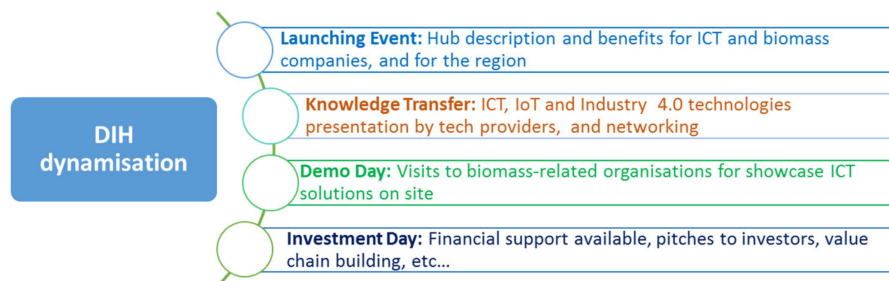 DIH
dynamisation
Launching Event: Hub description and benefits for ICT and biomass
companies, and for the region
Knowledge Transfer: ICT, IoT and Industry 4.0 technologies
presentation by tech providers, and networking
Demo Day: Visits to biomass-related organisations for showcase ICT
solutions on site
Investment Day: Financial support available, pitches to investors, value
chain building, etc...